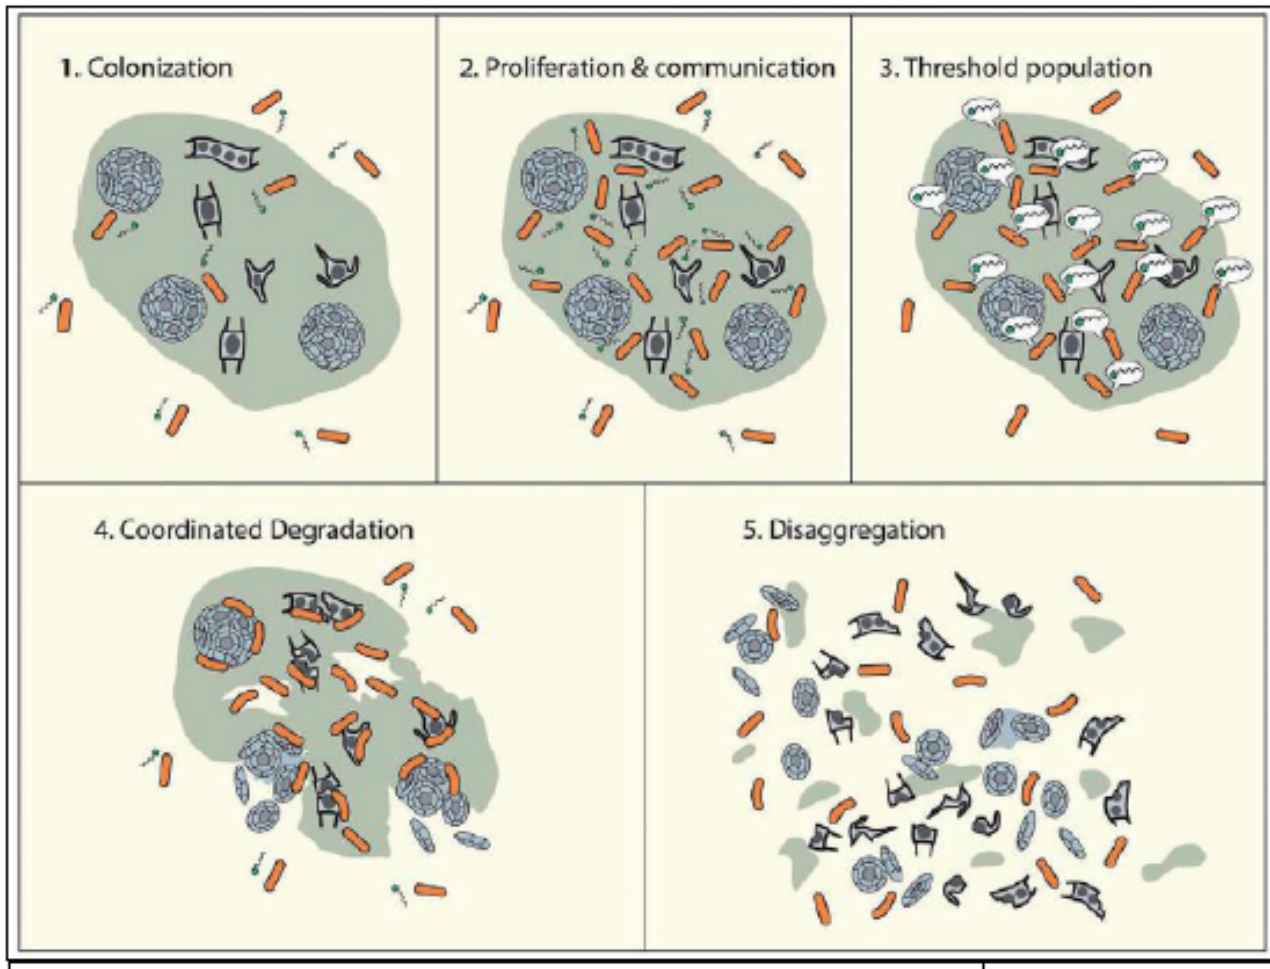 1. Colonization
2. Proliferation & communication
3. Threshold population
4. Coordinated Degradation
5. Disaggregation